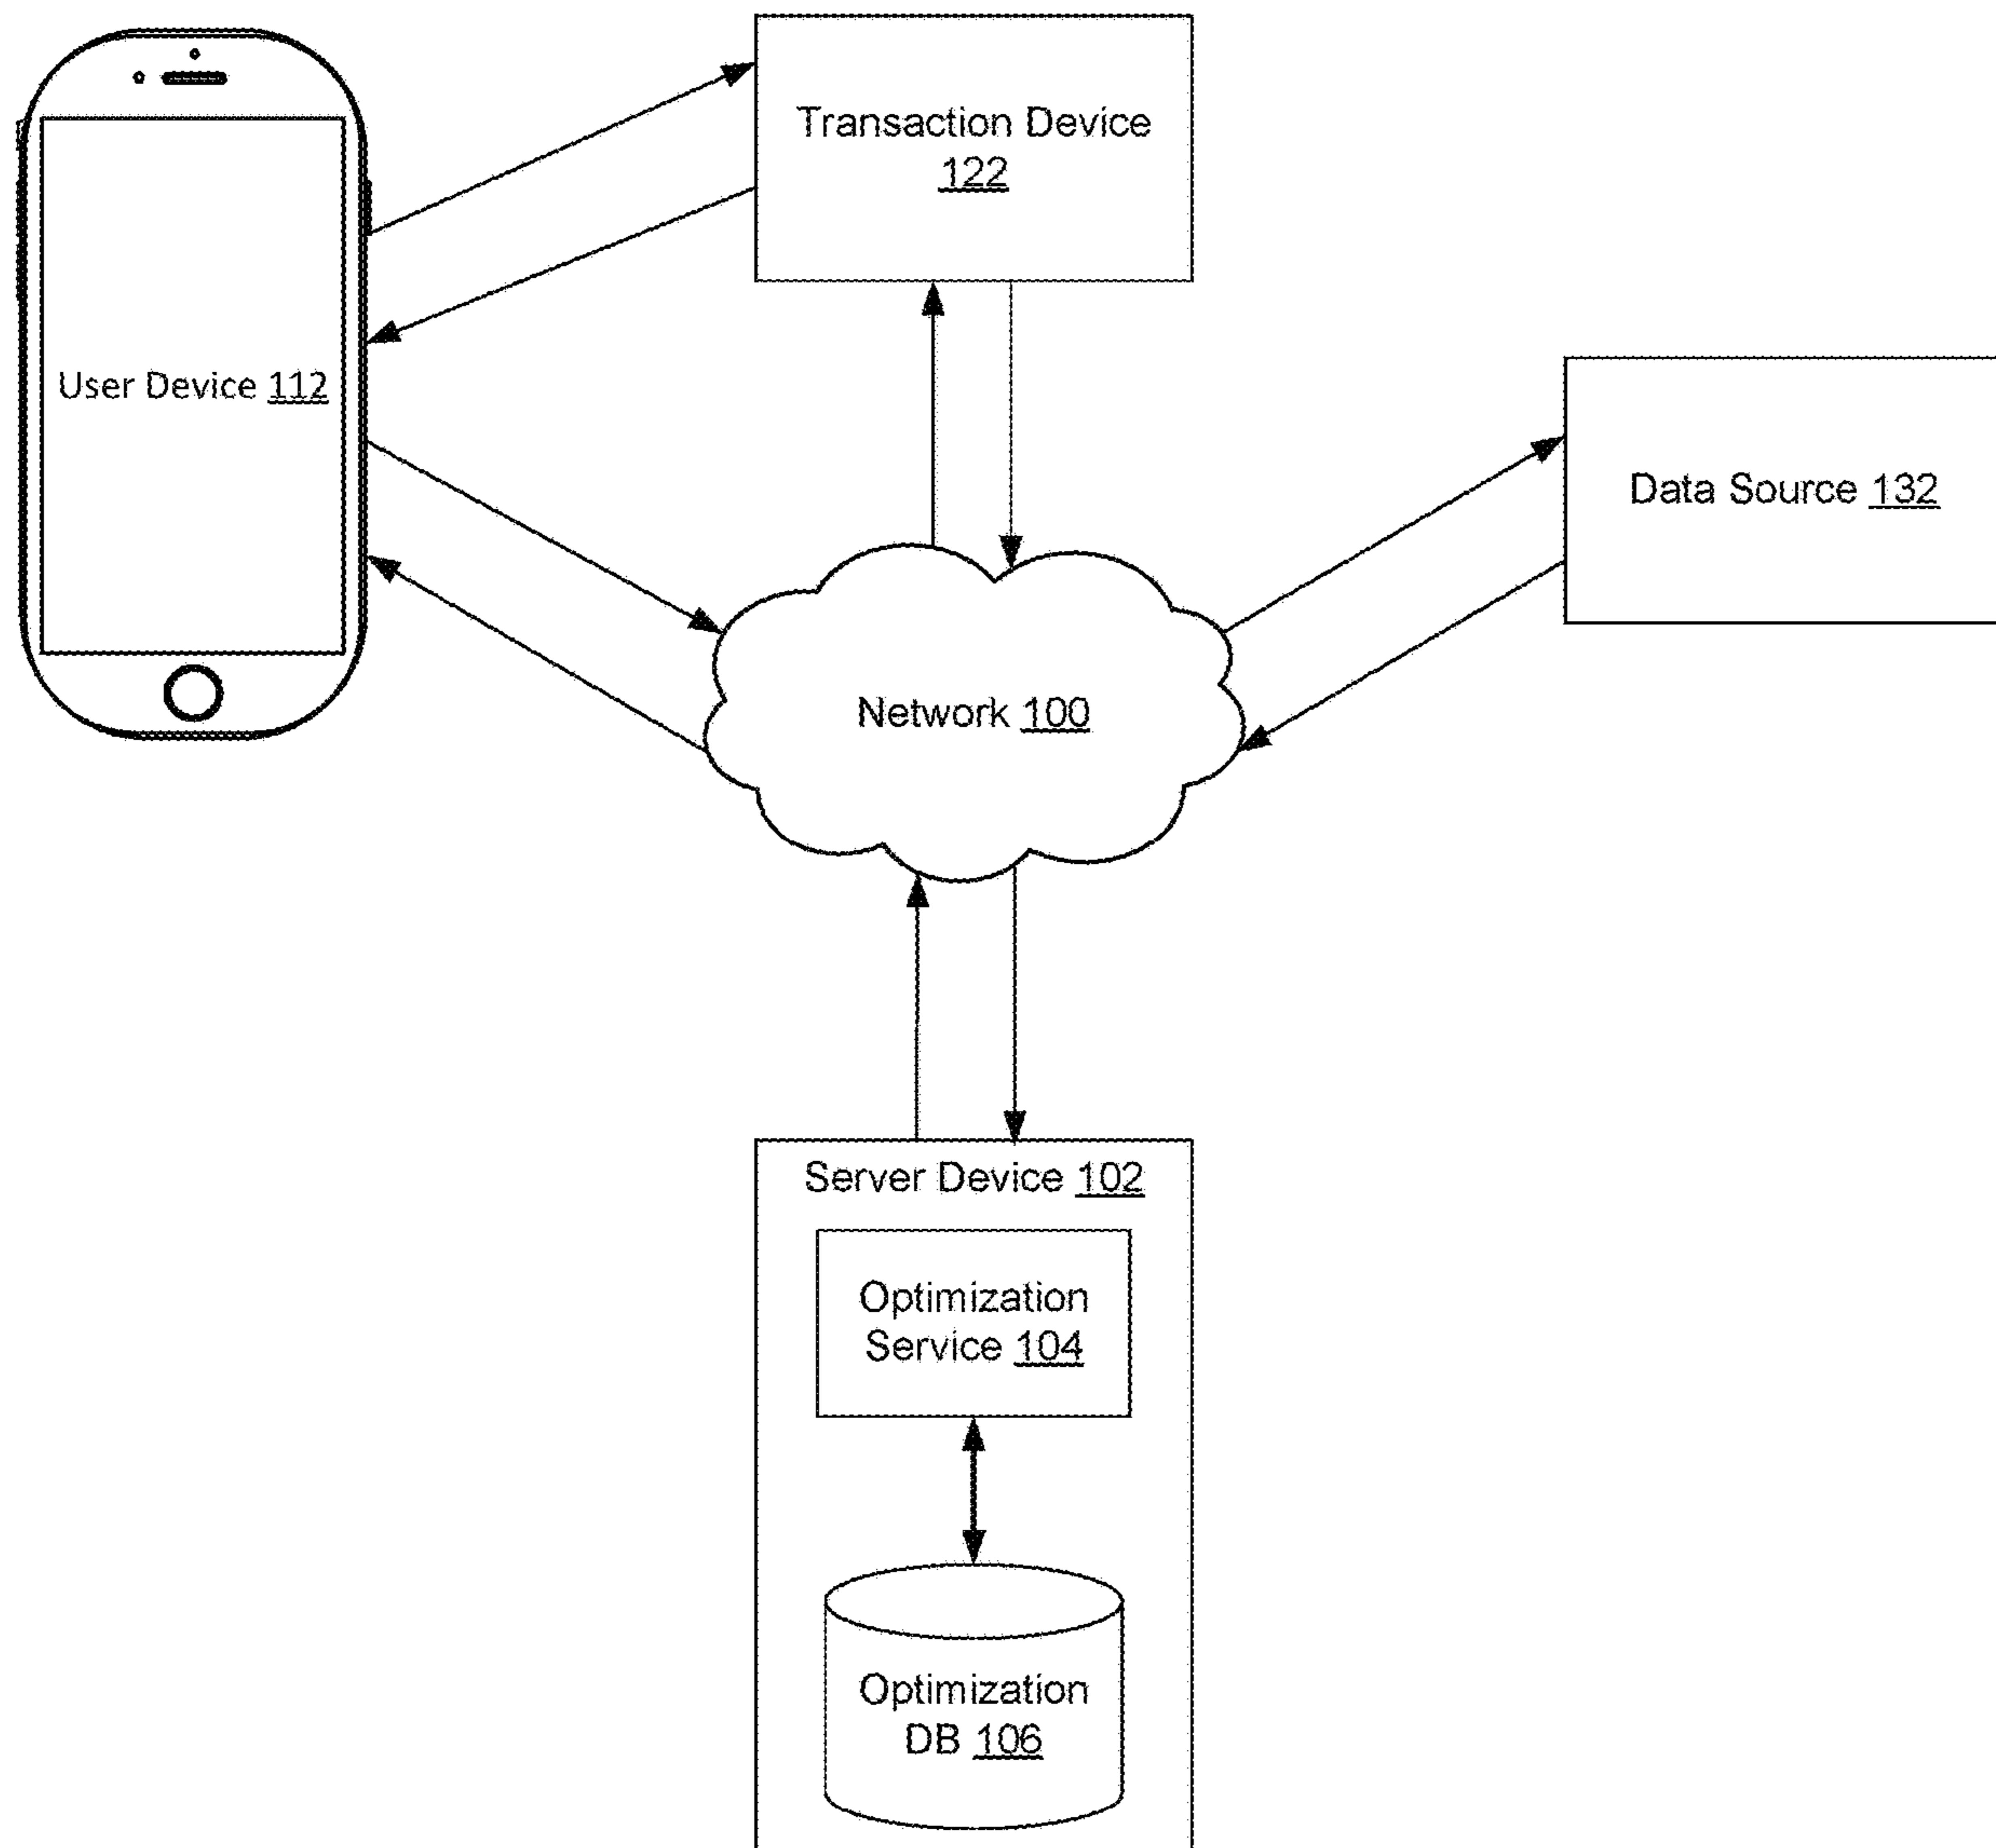 Transaction Device
122
User Device 112
Data Source 132
Network 100
Server Device 102
Optimization
Service 104
Optimization
DB 106